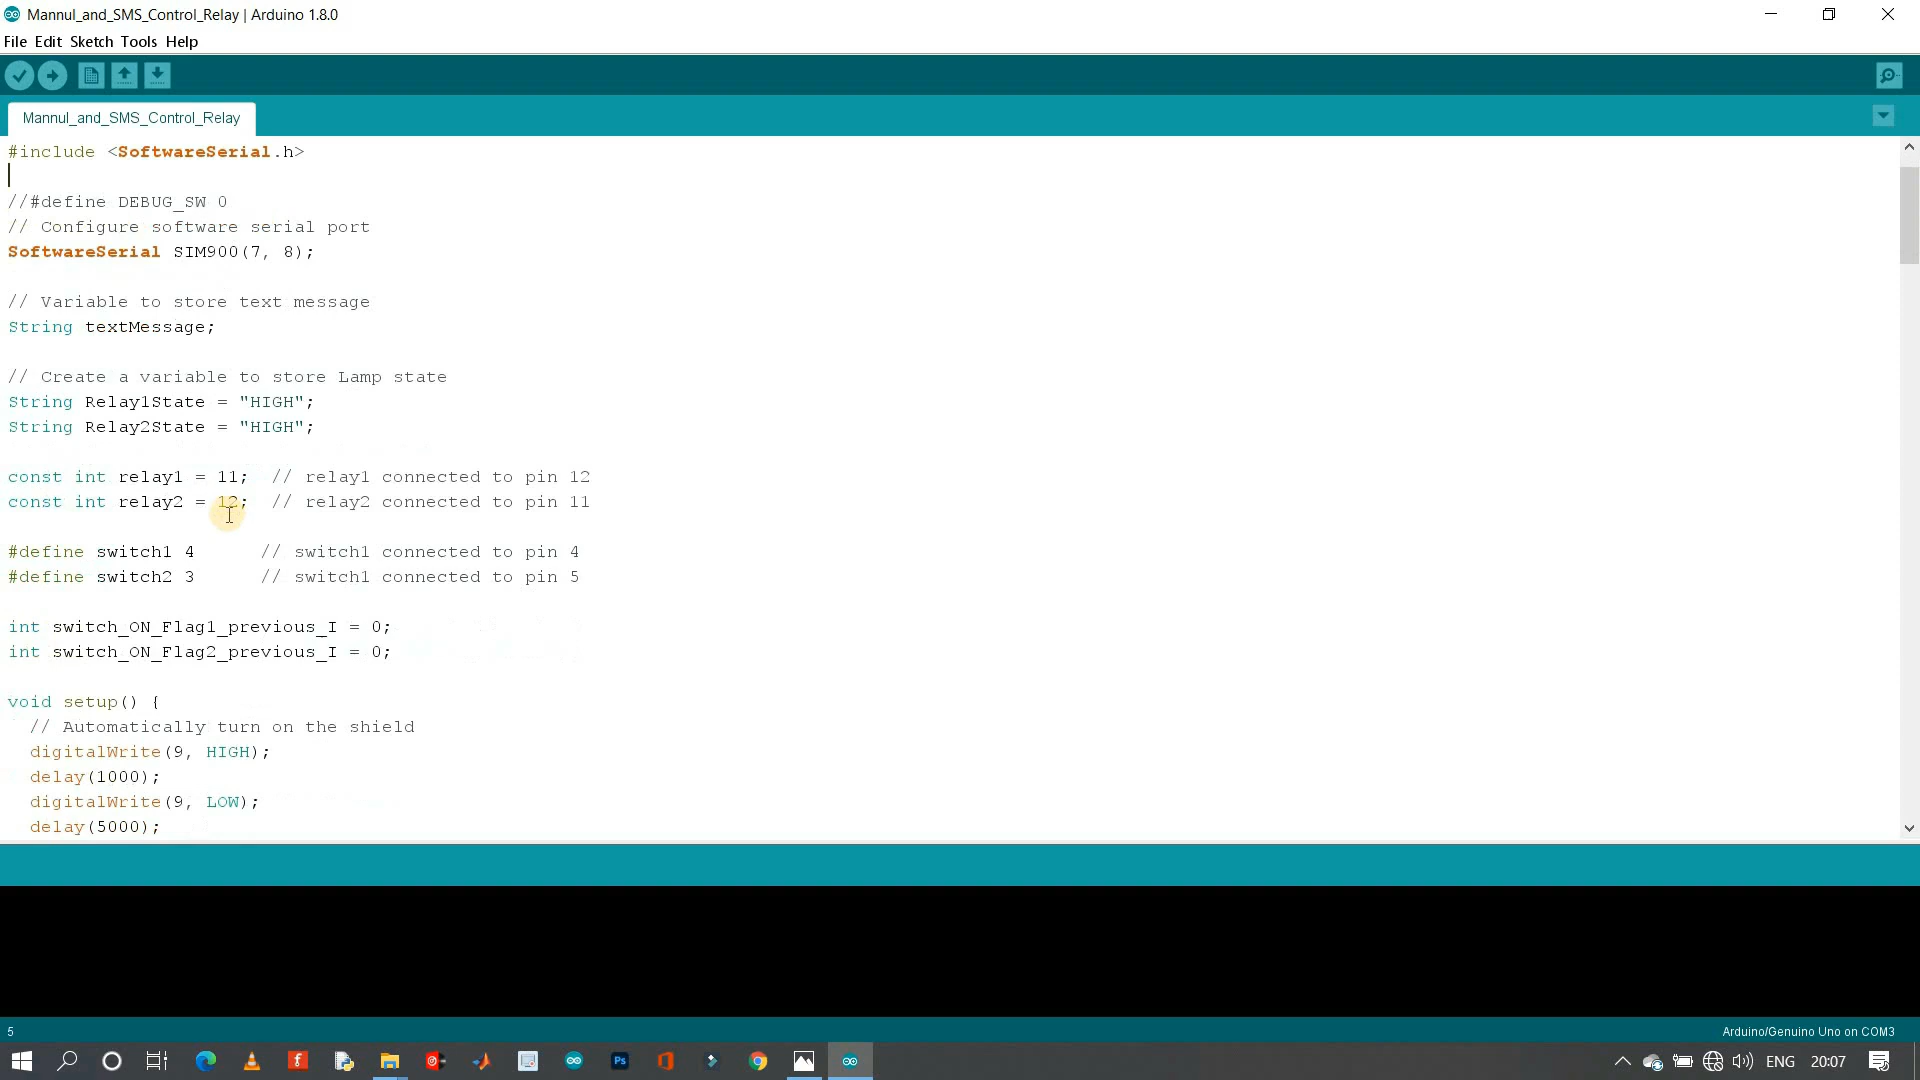 Mannul_and_SMS_Control_Relay | Arduino 1.8.0
File Edit Sketch Tools Help
Mannul_and_SMS_Control_Relay
#include <SoftwareSerial.h>
//#define DEBUG_SW 0
// Configure software serial port
SoftwareSerial SIM900(7, 8);
// Variable to store text message
String textMessage;
// Create a variable to store Lamp state
String Relay1State = "HIGH";
String Relay2State = "HIGH";
const int relay1 = 11;  // relay1 connected to pin 12
const int relay2 = 12;  // relay2 connected to pin 11
#define switch1 4      // switch1 connected to pin 4
#define switch2 3      // switch1 connected to pin 5
int switch_ON_Flag1_previous_I = 0;
int switch_ON_Flag2_previous_I = 0;
void setup() {
  // Automatically turn on the shield
  digitalWrite(9, HIGH);
  delay(1000);
  digitalWrite(9, LOW);
  delay(5000);
5
Arduino/Genuino Uno on COM3
Ps
ENG
20:07